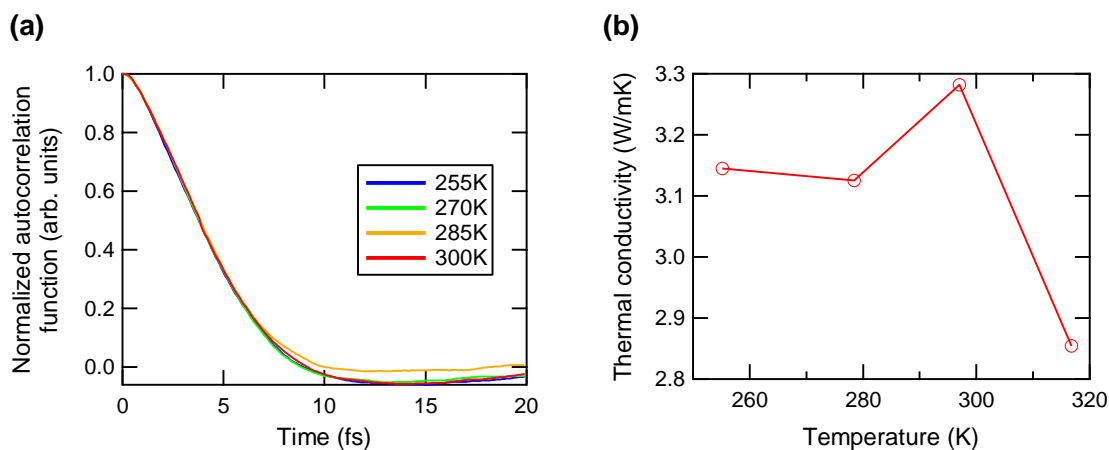 (a)
Normalized autocorrelation
function (arb. units)
1.0
0.8
0.6
0.4
0.2
0.0
0
5
10
15
20
Time (fs)
255K
270K
285K
300K
(b)
Thermal conductivity (W/mK)
3.3
3.2
3.1
3.0
2.9
2.8
260
280
300
320
Temperature (K)